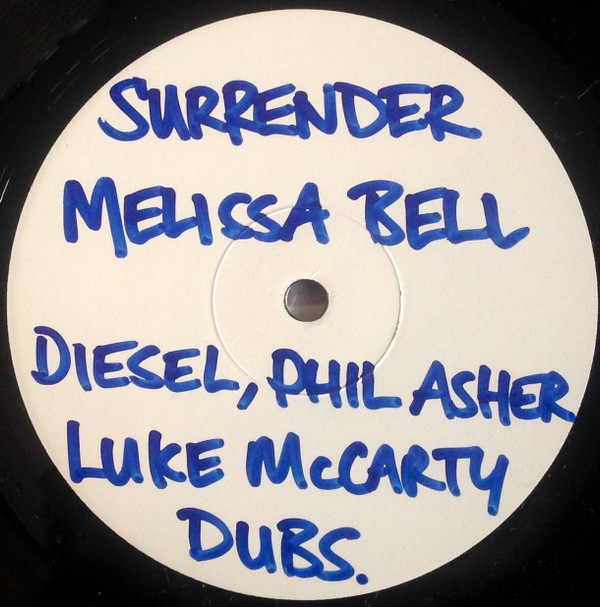 SURRENDER
MELISSA BELL
DIESEL, PHIL ASHER
LUKE McCARTY
DUBS.